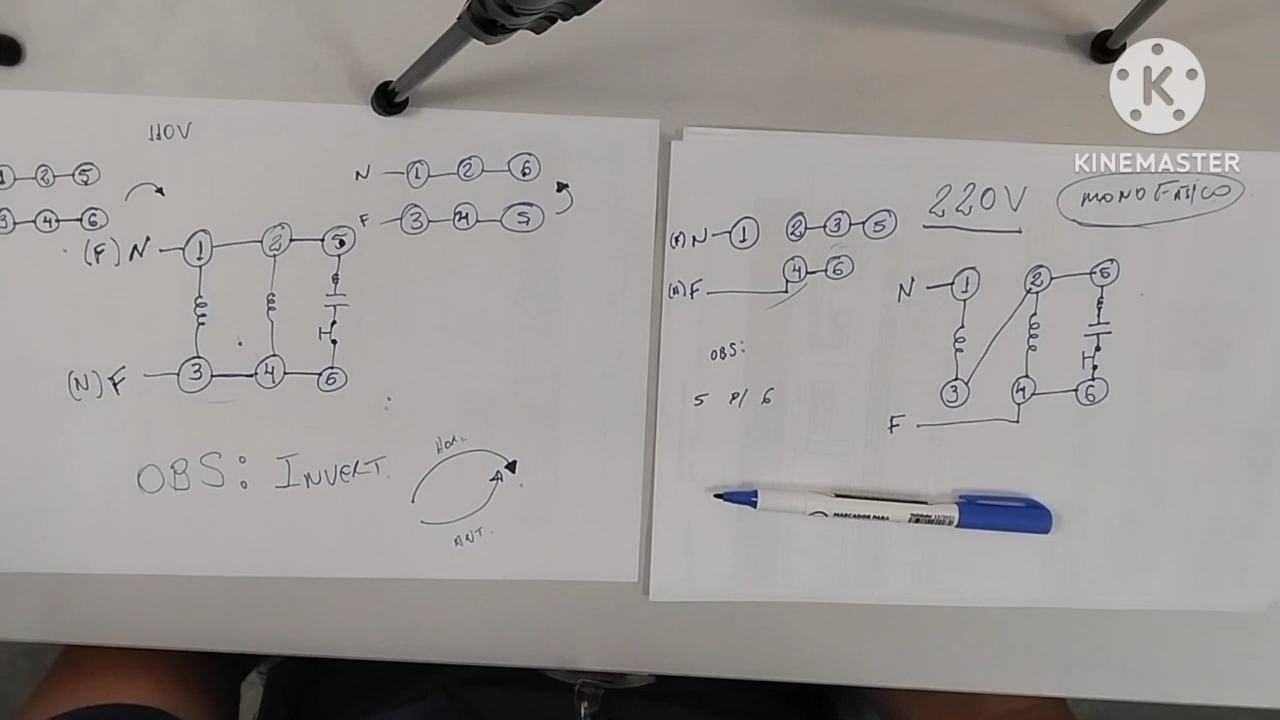 110V
1 2 5
3 4 6
(F) N 1 2 5
(N) F 3 4 6
N 1 2 6
F 3 4 5
OBS: INVERT.
HOR.
ANT.
220V
MONOFÁSICO
(F) N 1 2 3 5
(N) F 4 6
OBS:
5 P/ 6
N 1 2 5
H
3 4 6
F
MARCADOR PARA
K
KINEMASTER